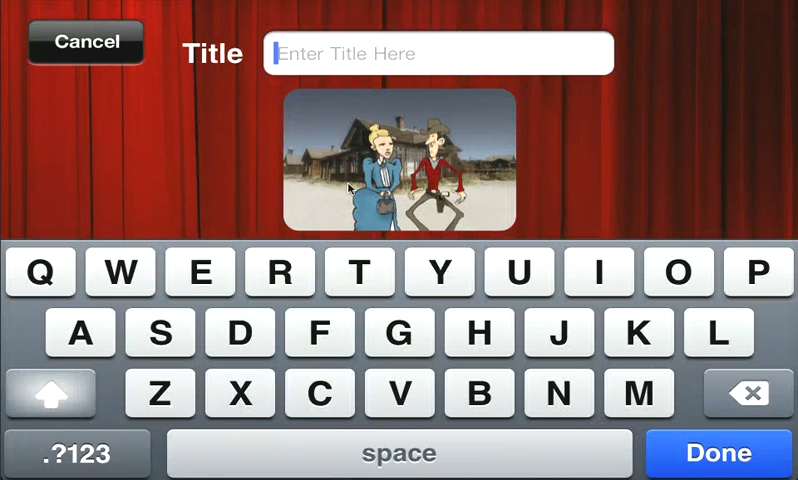 Cancel
Title
Enter Title Here
Q W E R T Y U I O P
A S D F G H J K L
Z X C V B N M
.?123 space Done